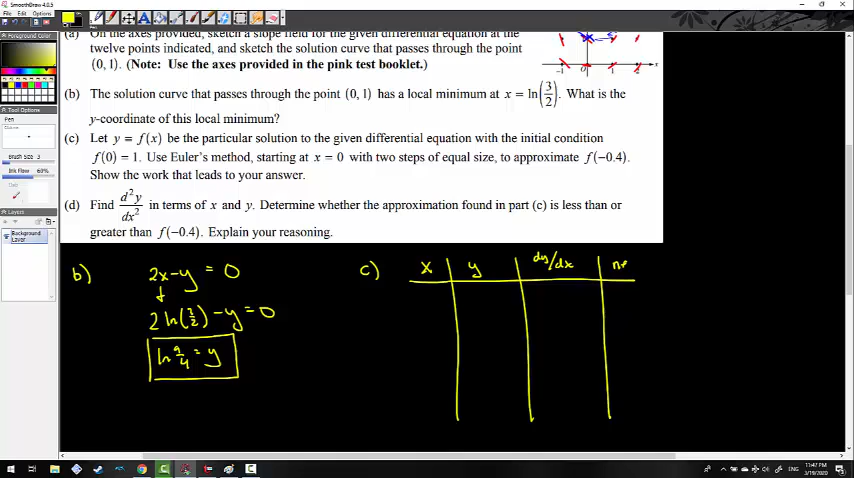 SmoothDraw 4.0.5
File Edit Options
Foreground Color
Tool Options
Pen
Brush Size 3
Ink Flow 60%
Layers
Background
Layer
(a) On the axes provided, sketch a slope field for the given differential equation at the
twelve points indicated, and sketch the solution curve that passes through the point
(0, 1). (Note: Use the axes provided in the pink test booklet.)
-1 O 1 2 x
(b) The solution curve that passes through the point (0, 1) has a local minimum at x = ln(3/2). What is the
y-coordinate of this local minimum?
(c) Let y = f(x) be the particular solution to the given differential equation with the initial condition
f(0) = 1. Use Euler's method, starting at x = 0 with two steps of equal size, to approximate f(−0.4).
Show the work that leads to your answer.
(d) Find d²y/dx² in terms of x and y. Determine whether the approximation found in part (c) is less than or
greater than f(−0.4). Explain your reasoning.
b) 2x-y = 0
2 ln(3/2) - y = 0
ln 9/4 = y
c) x y dy/dx ne
11:47 PM
3/19/2020